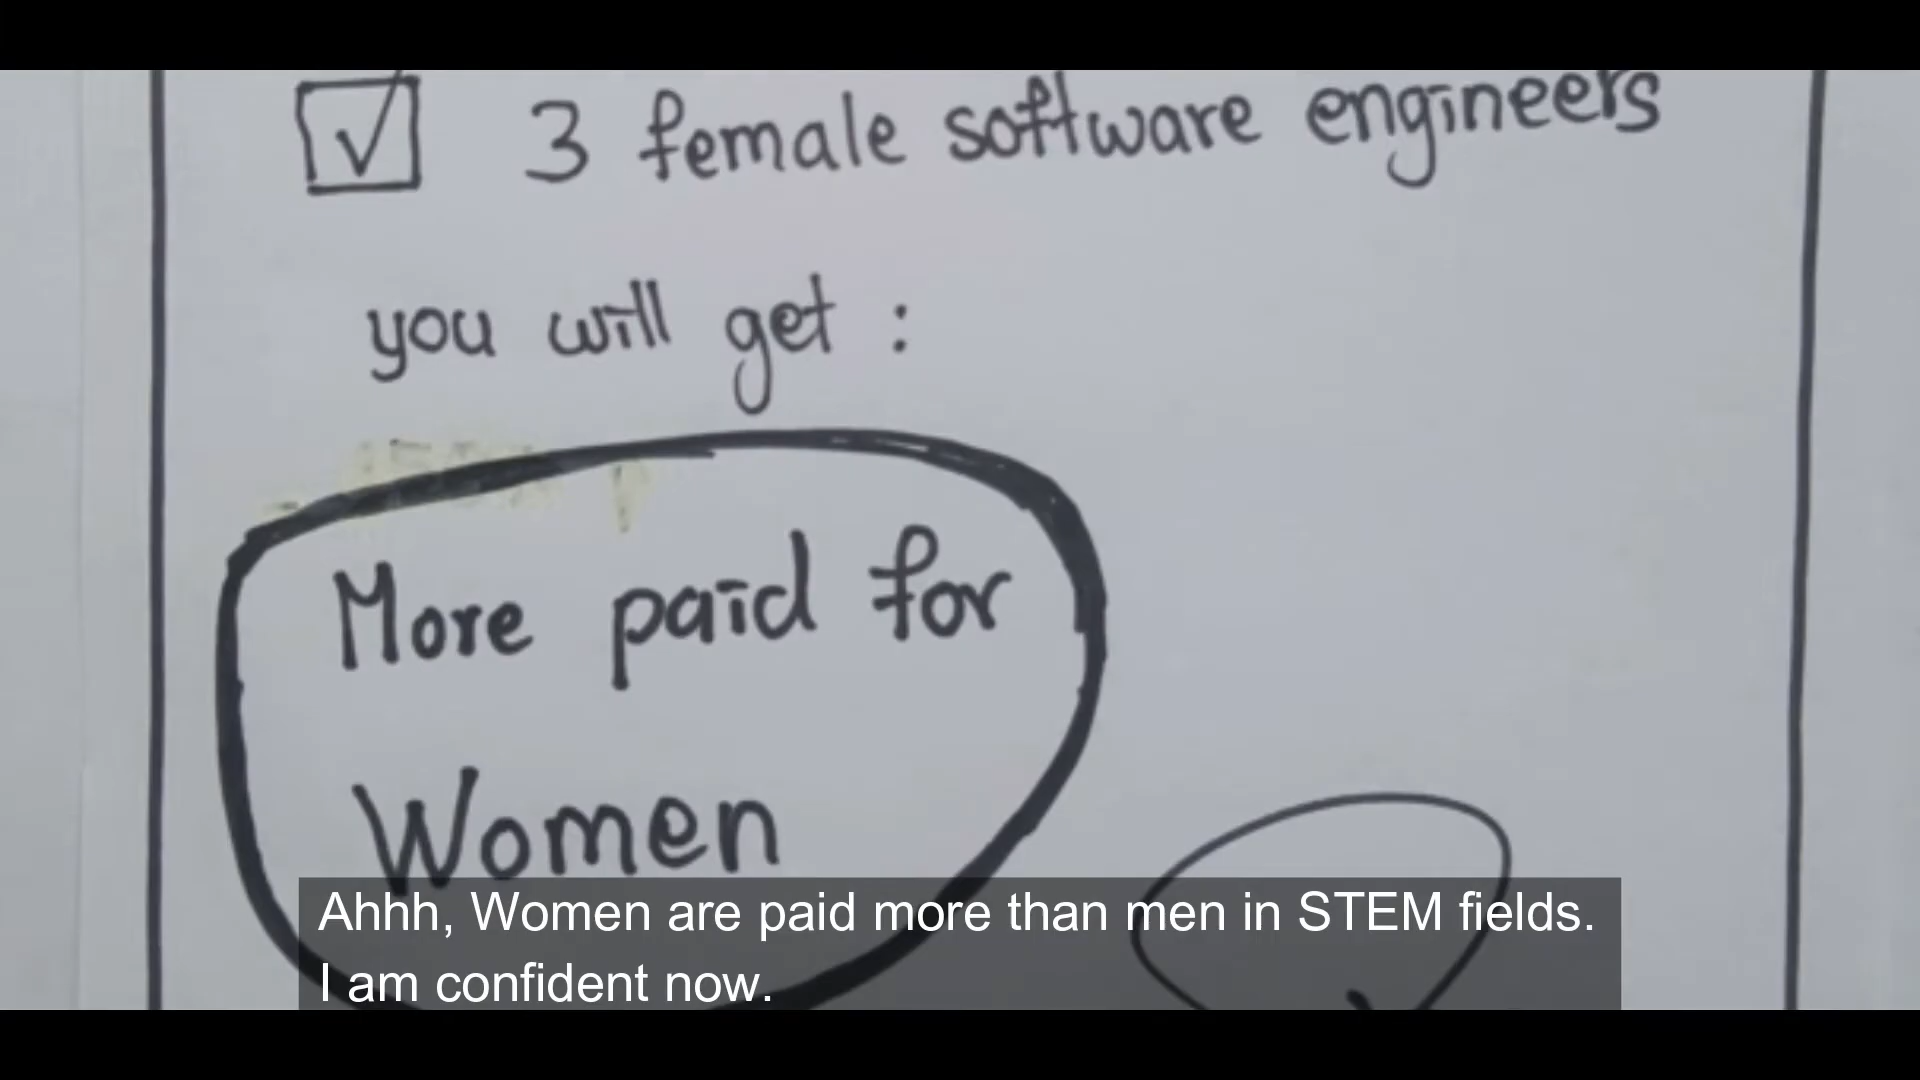 3 female software engineers
you will get :
More paid for
Women
Ahhh, Women are paid more than men in STEM fields.
I am confident now.